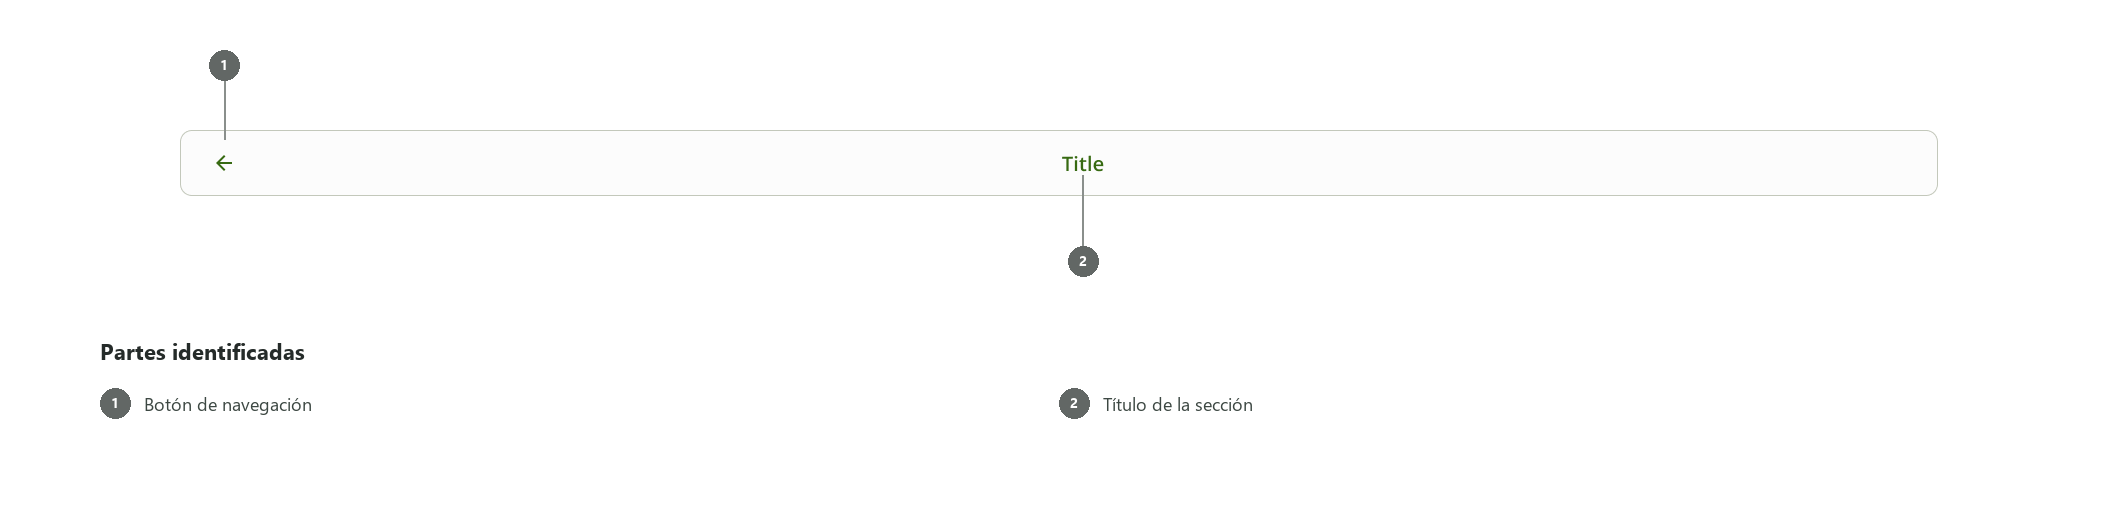 1
Title
2
Partes identificadas
1 Botón de navegación
2 Título de la sección